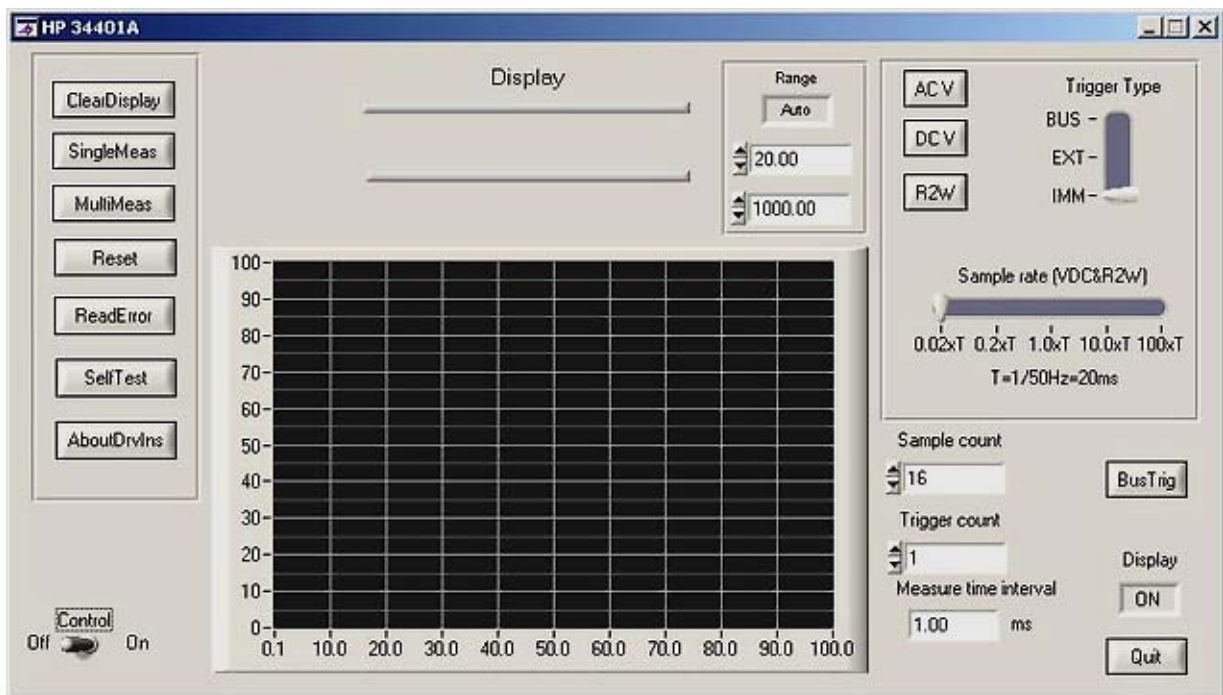 HP 34401A
ClearDisplay
SingleMeas
MultiMeas
Reset
ReadError
SelfTest
AboutDrvIns
Control
Off On
Display
Range
Auto
20.00
1000.00
100
90
80
70
60
50
40
30
20
10
0
0.1 10.0 20.0 30.0 40.0 50.0 60.0 70.0 80.0 90.0 100.0
AC V
DC V
R2W
Trigger Type
BUS
EXT
IMM
Sample rate (VDC&R2W)
0.02xT 0.2xT 1.0xT 10.0xT 100xT
T=1/50Hz=20ms
Sample count
16
BusTrig
Trigger count
1
Measure time interval
1.00 ms
Display
ON
Quit